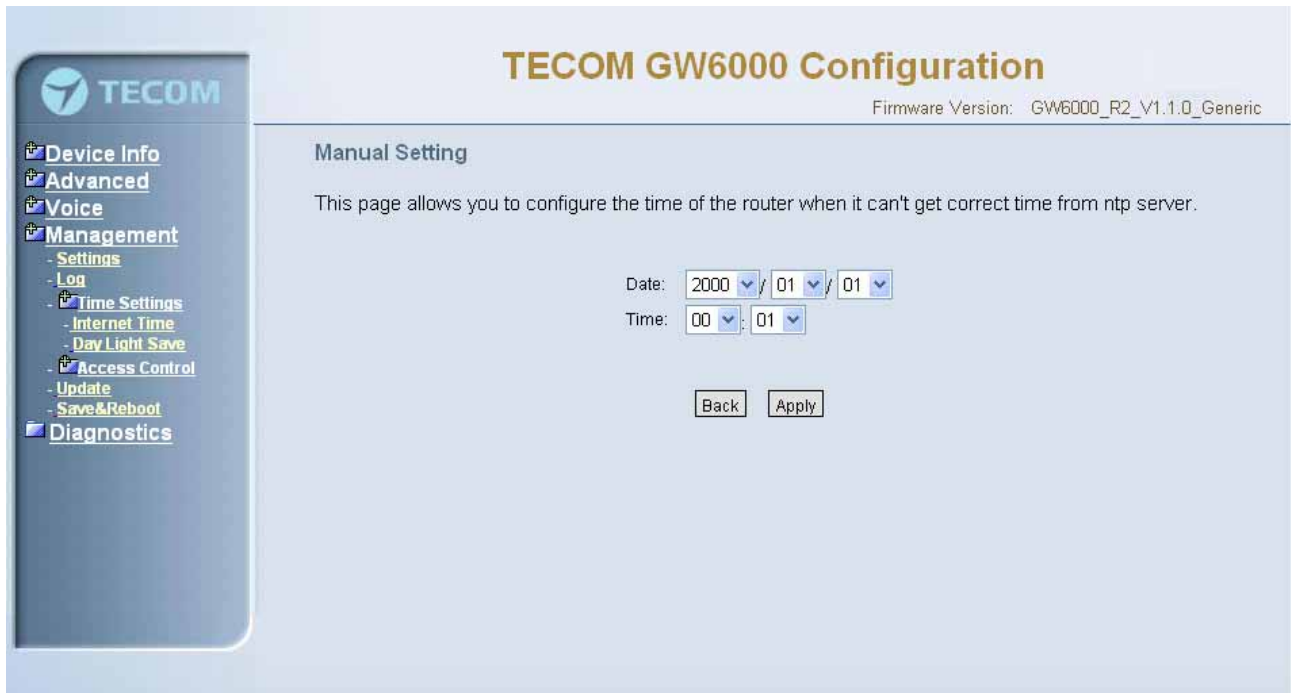 TECOM
TECOM GW6000 Configuration
Firmware Version: GW6000_R2_V1.1.0_Generic
Device Info
Advanced
Voice
Management
- Settings
- Log
- Time Settings
- Internet Time
- Day Light Save
- Access Control
- Update
- Save&Reboot
Diagnostics
Manual Setting
This page allows you to configure the time of the router when it can't get correct time from ntp server.
Date: 2000 / 01 / 01
Time: 00 : 01
Back Apply